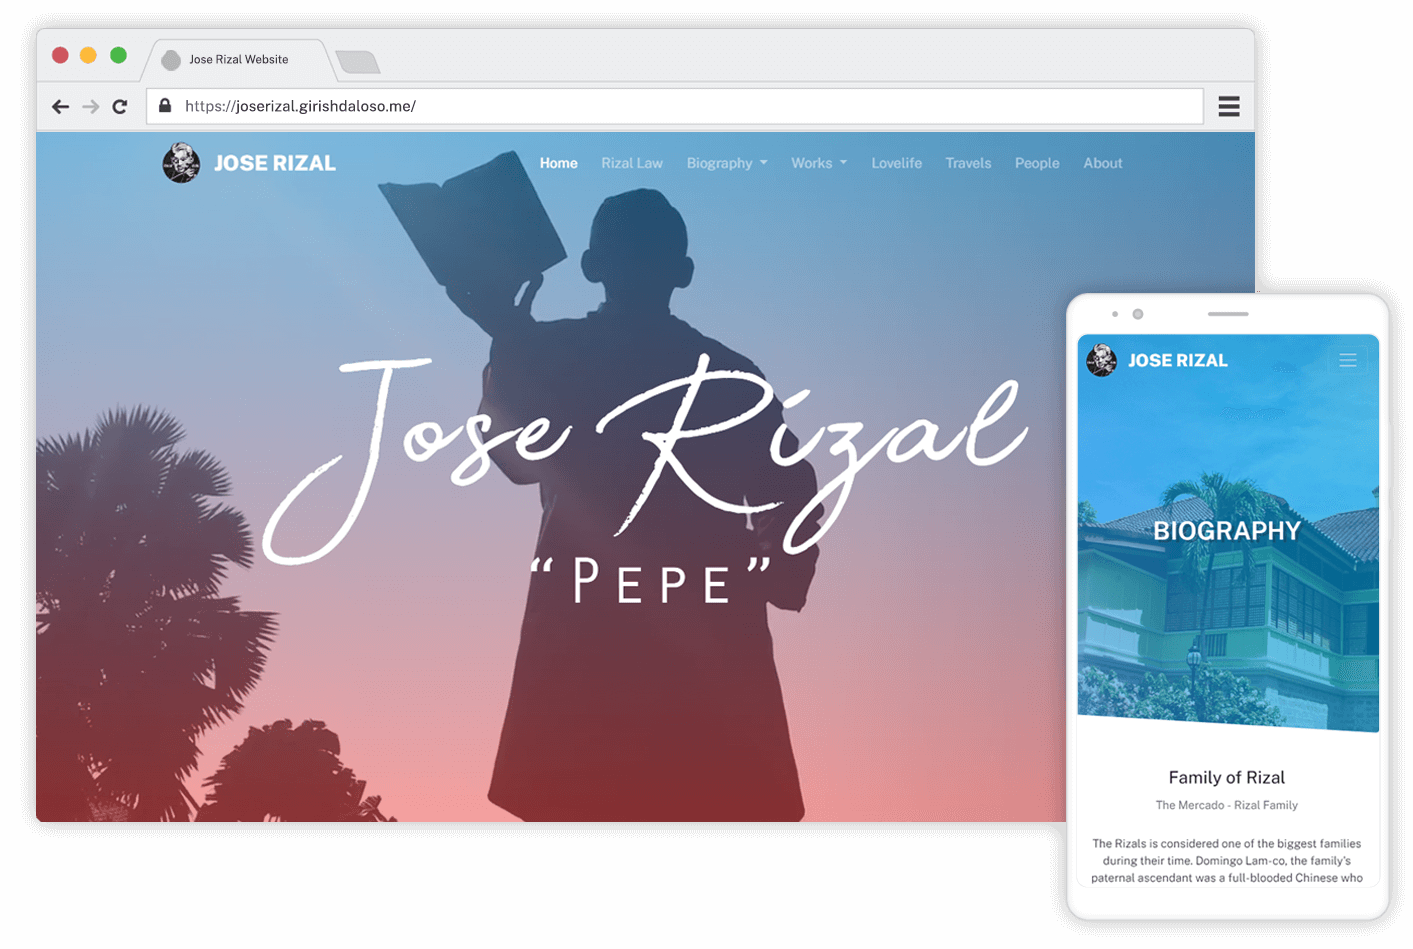 Jose Rizal Website
https://joserizal.girishdaloso.me/
JOSE RIZAL
Home Rizal Law Biography Works Lovelife Travels People About
Jose Rizal
“PEPE”
JOSE RIZAL
BIOGRAPHY
Family of Rizal
The Mercado - Rizal Family
The Rizals is considered one of the biggest families
during their time. Domingo Lam-co, the family's
paternal ascendant was a full-blooded Chinese who